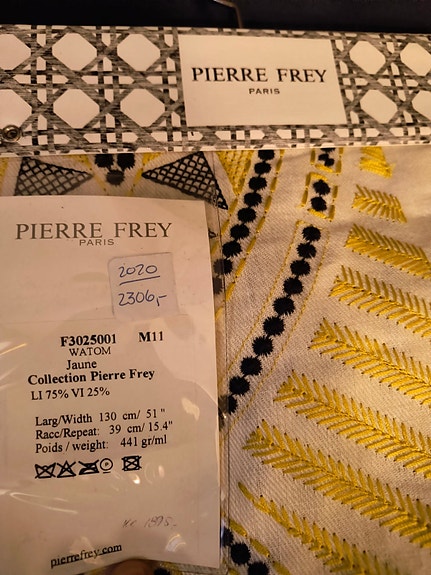 PIERRE FREY
PARIS
PIERRE FREY
PARIS
2020
2306,-
F3025001 M11
WATOM
Jaune
Collection Pierre Frey
LI 75% VI 25%
Larg/Width 130 cm/ 51 "
Racc/Repeat: 39 cm/ 15.4"
Poids / weight: 441 gr/ml
1895,-
pierrefrey.com